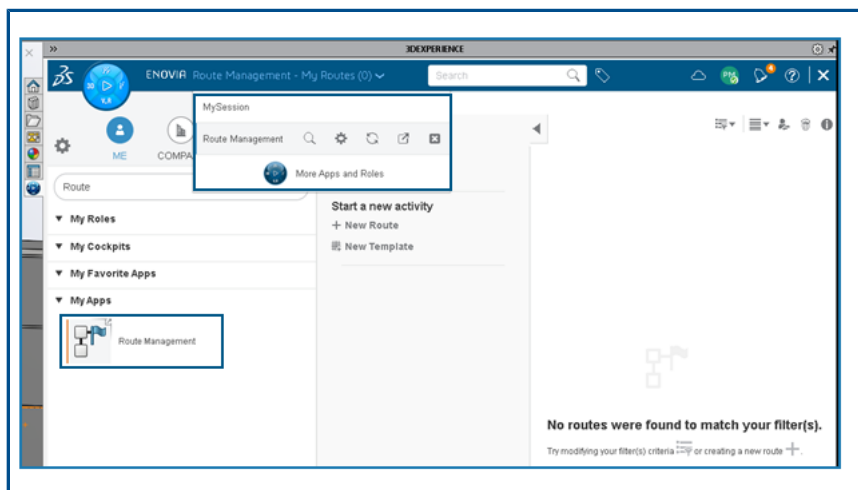 3DEXPERIENCE
ENOVIA Route Management - My Routes (0)
Search
3D
V.R
PM
4
MySession
Route Management
More Apps and Roles
ME
COMPA
Route
My Roles
My Cockpits
My Favorite Apps
My Apps
Route Management
Start a new activity
+ New Route
New Template
No routes were found to match your filter(s).
Try modifying your filter(s) criteria or creating a new route +.